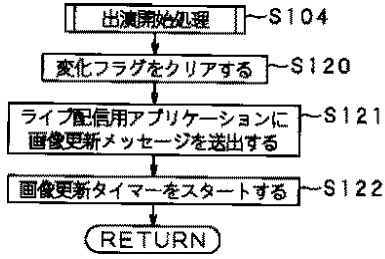 出演開始処理 S104
変化フラグをクリアする S120
ライブ配信用アプリケーションに
画像更新メッセージを送出する S121
画像更新タイマーをスタートする S122
RETURN